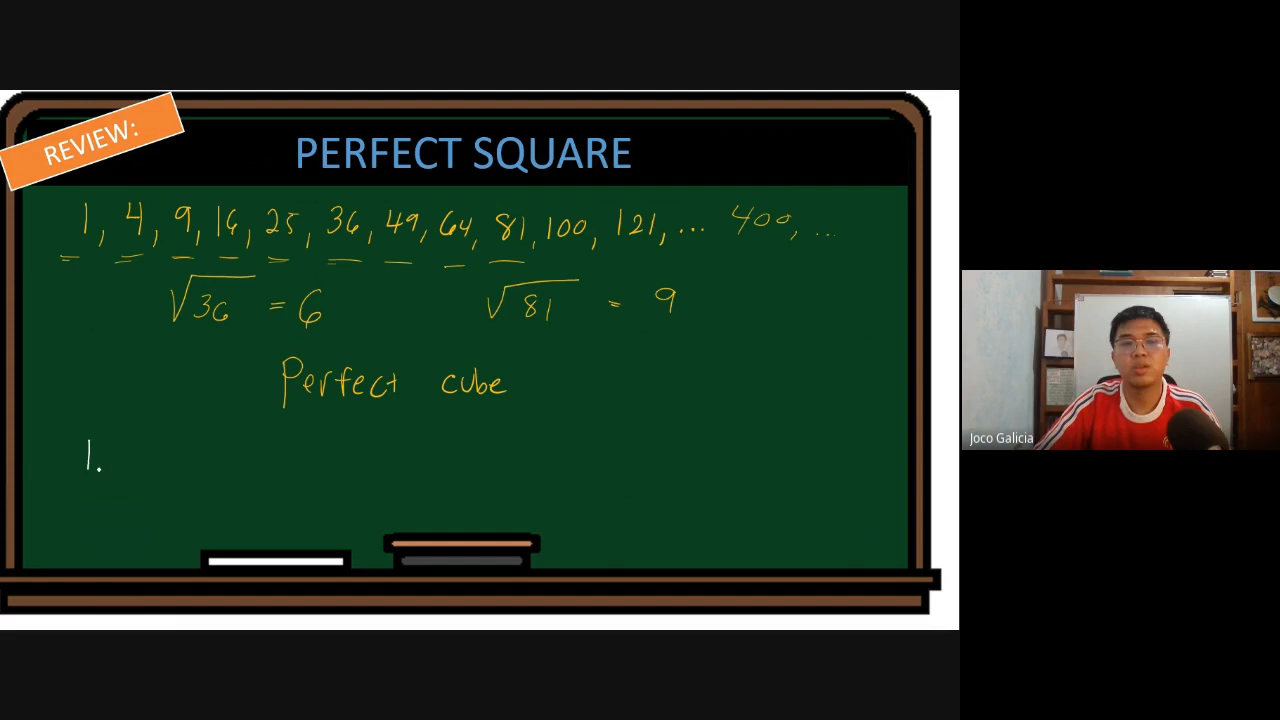 REVIEW:
PERFECT SQUARE
1, 4, 9, 16, 25, 36, 49, 64, 81, 100, 121, ... 400, ...
√36 = 6 √81 = 9
Perfect cube
1.
Joco Galicia